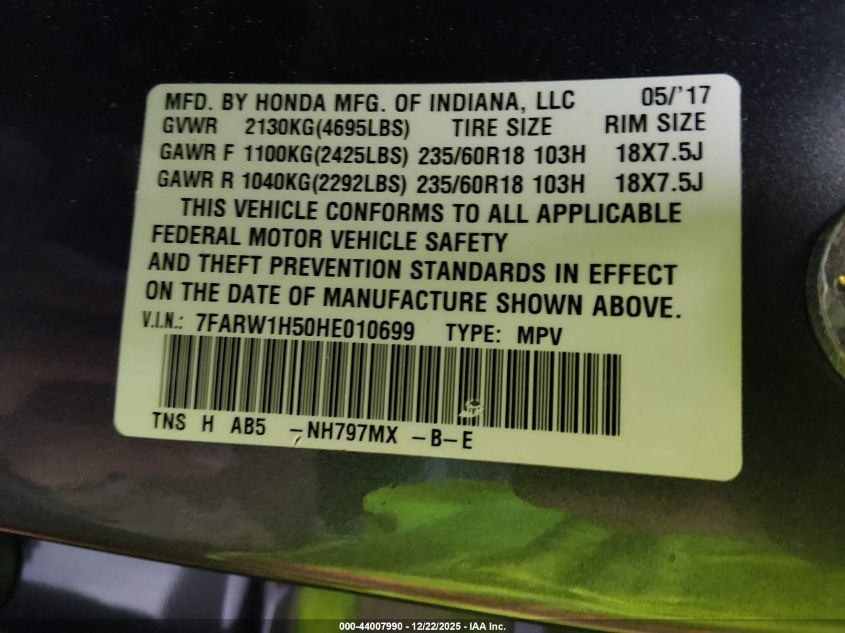 MFD. BY HONDA MFG. OF INDIANA, LLC 05/'17
GVWR 2130KG(4695LBS) TIRE SIZE RIM SIZE
GAWR F 1100KG(2425LBS) 235/60R18 103H 18X7.5J
GAWR R 1040KG(2292LBS) 235/60R18 103H 18X7.5J
THIS VEHICLE CONFORMS TO ALL APPLICABLE
FEDERAL MOTOR VEHICLE SAFETY
AND THEFT PREVENTION STANDARDS IN EFFECT
ON THE DATE OF MANUFACTURE SHOWN ABOVE.
V.I.N.: 7FARW1H50HE010699 TYPE: MPV
TNS H AB5 -NH797MX -B-E
000-44007990 - 12/22/2025 - IAA Inc.